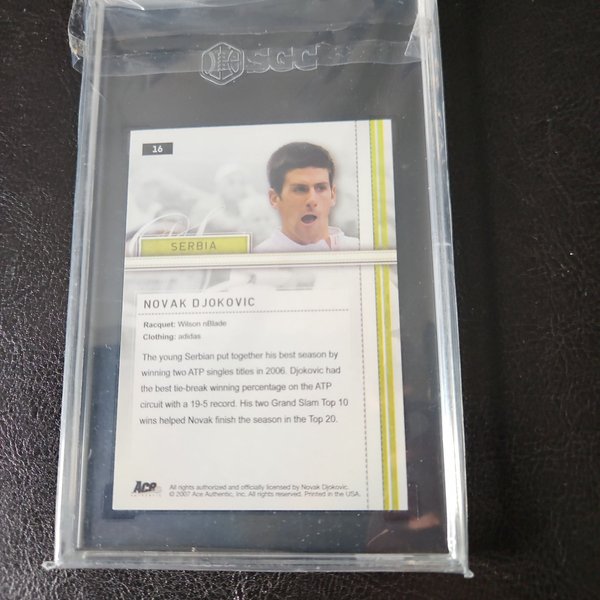 SGC
16
SERBIA
NOVAK DJOKOVIC
Racquet: Wilson nBlade
Clothing: adidas
The young Serbian put together his best season by
winning two ATP singles titles in 2006. Djokovic had
the best tie-break winning percentage on the ATP
circuit with a 19-5 record. His two Grand Slam Top 10
wins helped Novak finish the season in the Top 20.
Ace
All rights authorized and officially licensed by Novak Djokovic.
© 2007 Ace Authentic, Inc. All rights reserved. Printed in the USA.